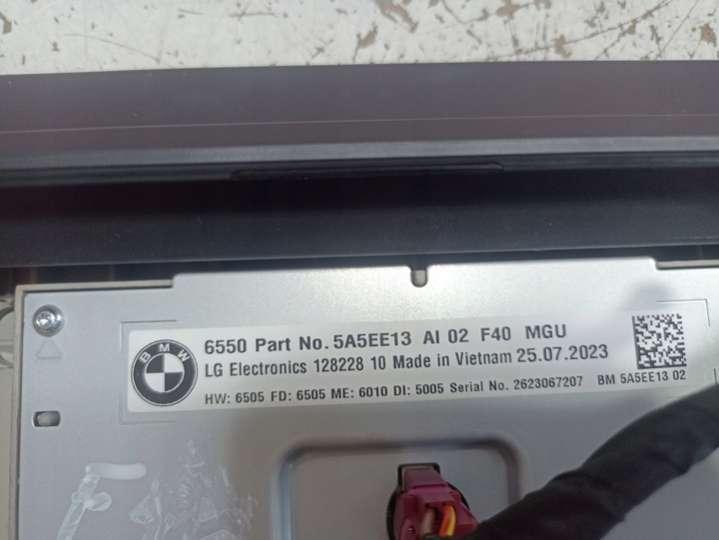 BMW
6550 Part No. 5A5EE13 AI 02 F40 MGU
LG Electronics 128228 10 Made in Vietnam 25.07.2023
HW: 6505 FD: 6505 ME: 6010 DI: 5005 Serial No. 2623067207 BM 5A5EE13 02